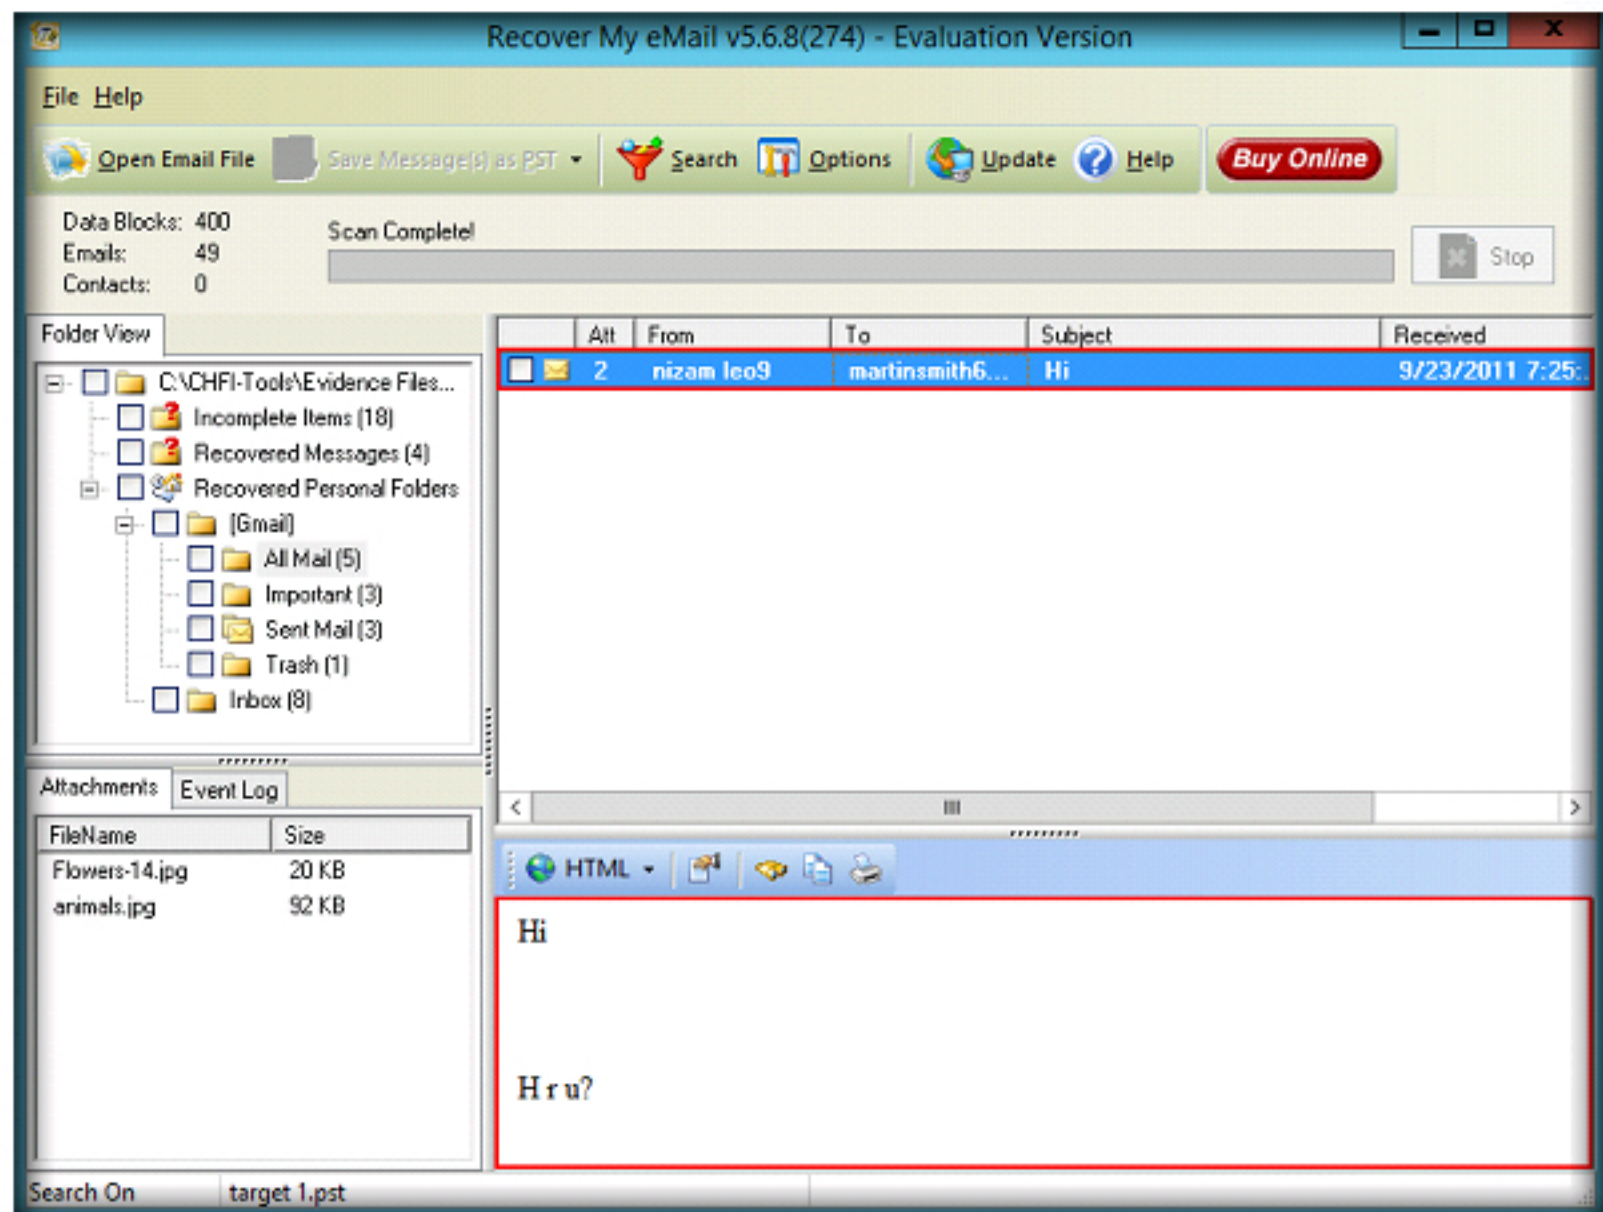 Recover My eMail v5.6.8(274) - Evaluation Version
File Help
Open Email File Save Message(s) as PST Search Options Update Help Buy Online
Data Blocks: 400
Emails: 49
Contacts: 0
Scan Complete!
Stop
Folder View
C:\CHFI-Tools\Evidence Files...
Incomplete Items (18)
Recovered Messages (4)
Recovered Personal Folders
[Gmail]
All Mail (5)
Important (3)
Sent Mail (3)
Trash (1)
Inbox (8)
Att From To Subject Received
2 nizam leo9 martinsmith6... Hi 9/23/2011 7:25:.
Attachments Event Log
FileName Size
Flowers-14.jpg 20 KB
animals.jpg 92 KB
HTML
Hi
H r u?
Search On target 1.pst